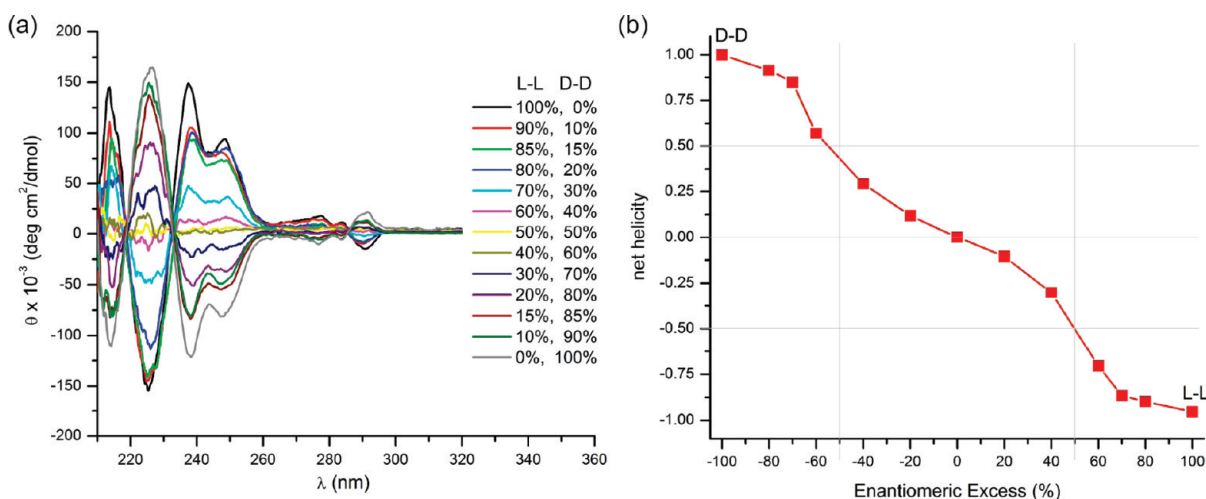 (a)
200
150
100
50
0
-50
-100
-150
-200
θ x 10⁻³ (deg cm²/dmol)
220 240 260 280 300 320 340 360
λ (nm)
L-L D-D
100%, 0%
90%, 10%
85%, 15%
80%, 20%
70%, 30%
60%, 40%
50%, 50%
40%, 60%
30%, 70%
20%, 80%
15%, 85%
10%, 90%
0%, 100%
(b)
D-D
1.00
0.75
0.50
0.25
0.00
-0.25
-0.50
-0.75
-1.00
net helicity
L-L
-100 -80 -60 -40 -20 0 20 40 60 80 100
Enantiomeric Excess (%)